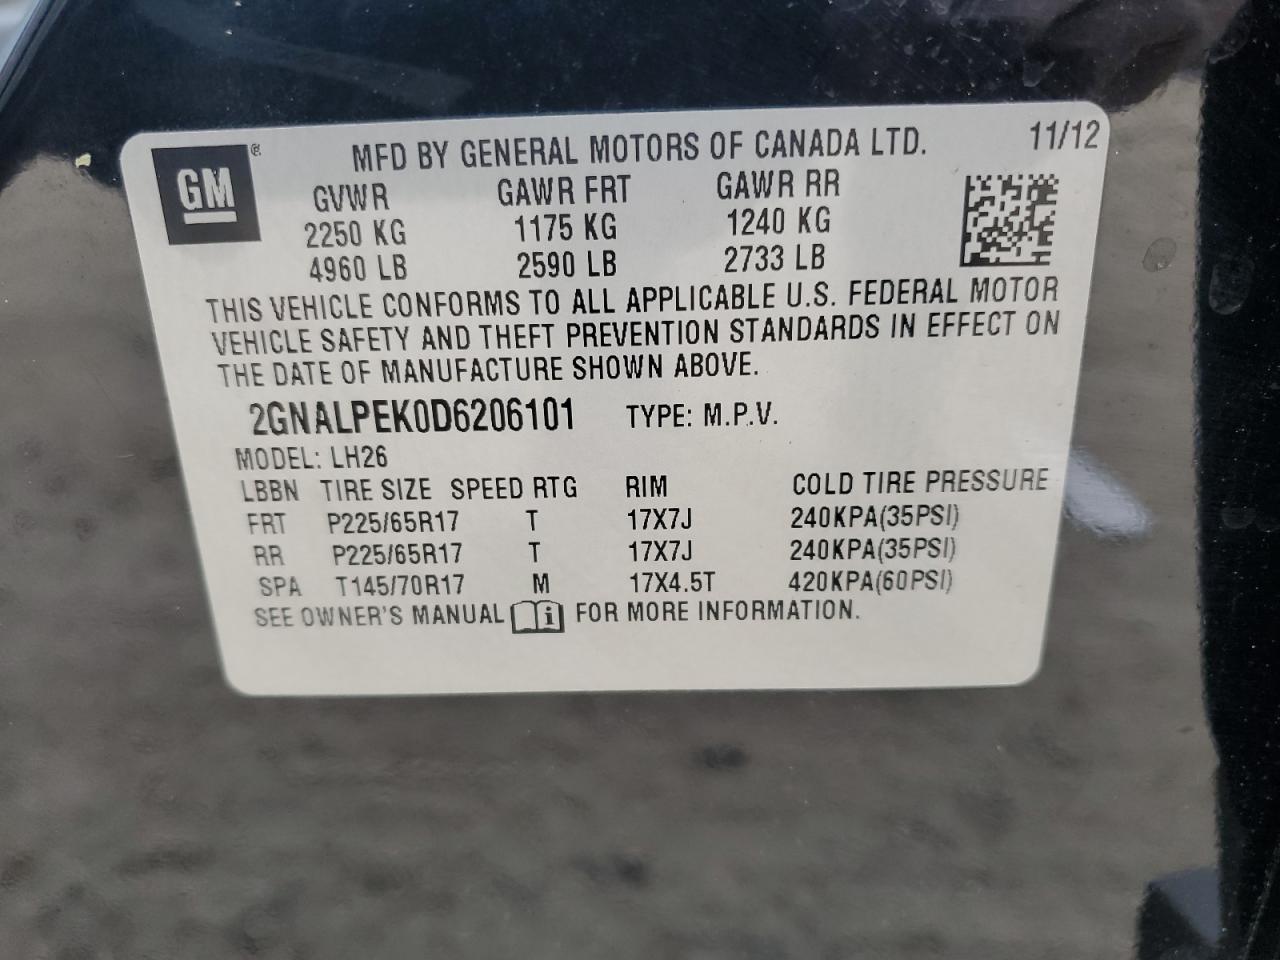 GM ® MFD BY GENERAL MOTORS OF CANADA LTD. 11/12
GVWR GAWR FRT GAWR RR
2250 KG 1175 KG 1240 KG
4960 LB 2590 LB 2733 LB
THIS VEHICLE CONFORMS TO ALL APPLICABLE U.S. FEDERAL MOTOR
VEHICLE SAFETY AND THEFT PREVENTION STANDARDS IN EFFECT ON
THE DATE OF MANUFACTURE SHOWN ABOVE.
2GNALPEK0D6206101 TYPE: M.P.V.
MODEL: LH26
LBBN TIRE SIZE SPEED RTG RIM COLD TIRE PRESSURE
FRT P225/65R17 T 17X7J 240KPA(35PSI)
RR P225/65R17 T 17X7J 240KPA(35PSI)
SPA T145/70R17 M 17X4.5T 420KPA(60PSI)
SEE OWNER'S MANUAL i FOR MORE INFORMATION.